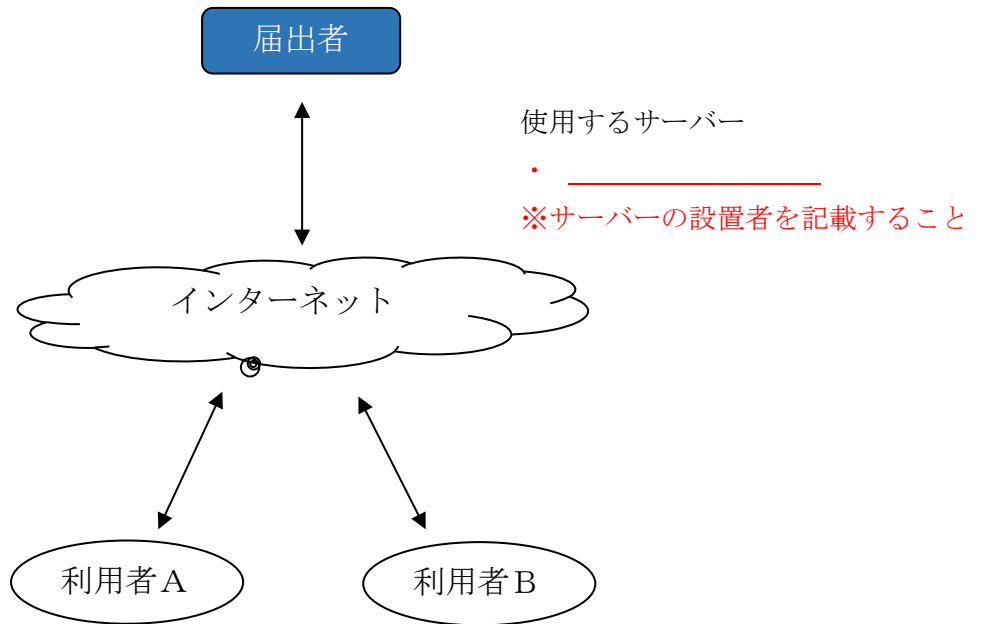 届出者
使用するサーバー
・
※サーバーの設置者を記載すること
インターネット
利用者A
利用者B